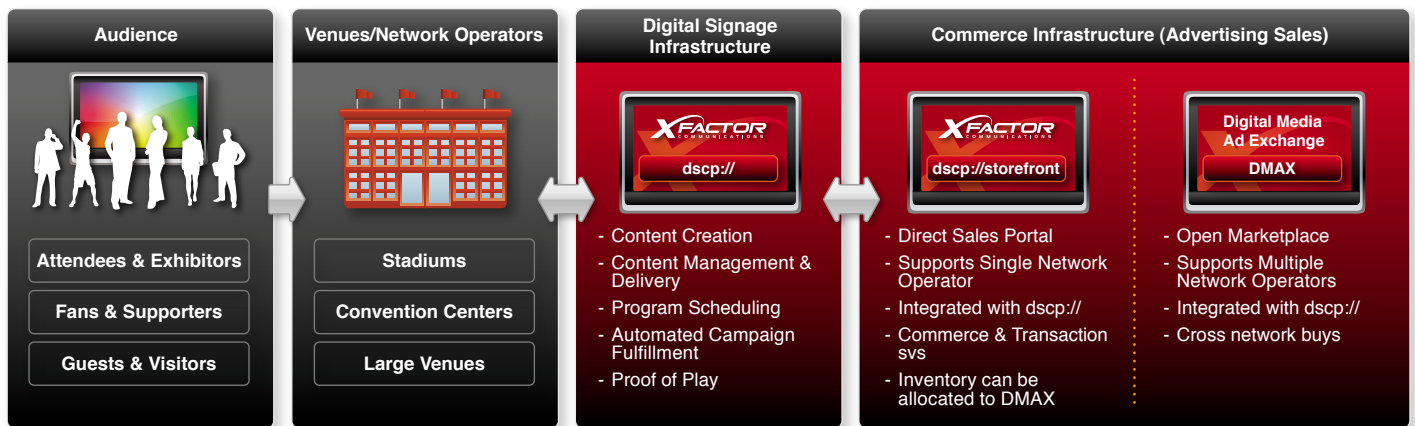 Audience
Attendees & Exhibitors
Fans & Supporters
Guests & Visitors
Venues/Network Operators
Stadiums
Convention Centers
Large Venues
Digital Signage
Infrastructure
XFACTOR
COMMUNICATIONS
dscp://
- Content Creation
- Content Management &
Delivery
- Program Scheduling
- Automated Campaign
Fulfillment
- Proof of Play
Commerce Infrastructure (Advertising Sales)
XFACTOR
COMMUNICATIONS
dscp://storefront
- Direct Sales Portal
- Supports Single Network
Operator
- Integrated with dscp://
- Commerce & Transaction
svs
- Inventory can be
allocated to DMAX
Digital Media
Ad Exchange
DMAX
- Open Marketplace
- Supports Multiple
Network Operators
- Integrated with dscp://
- Cross network buys